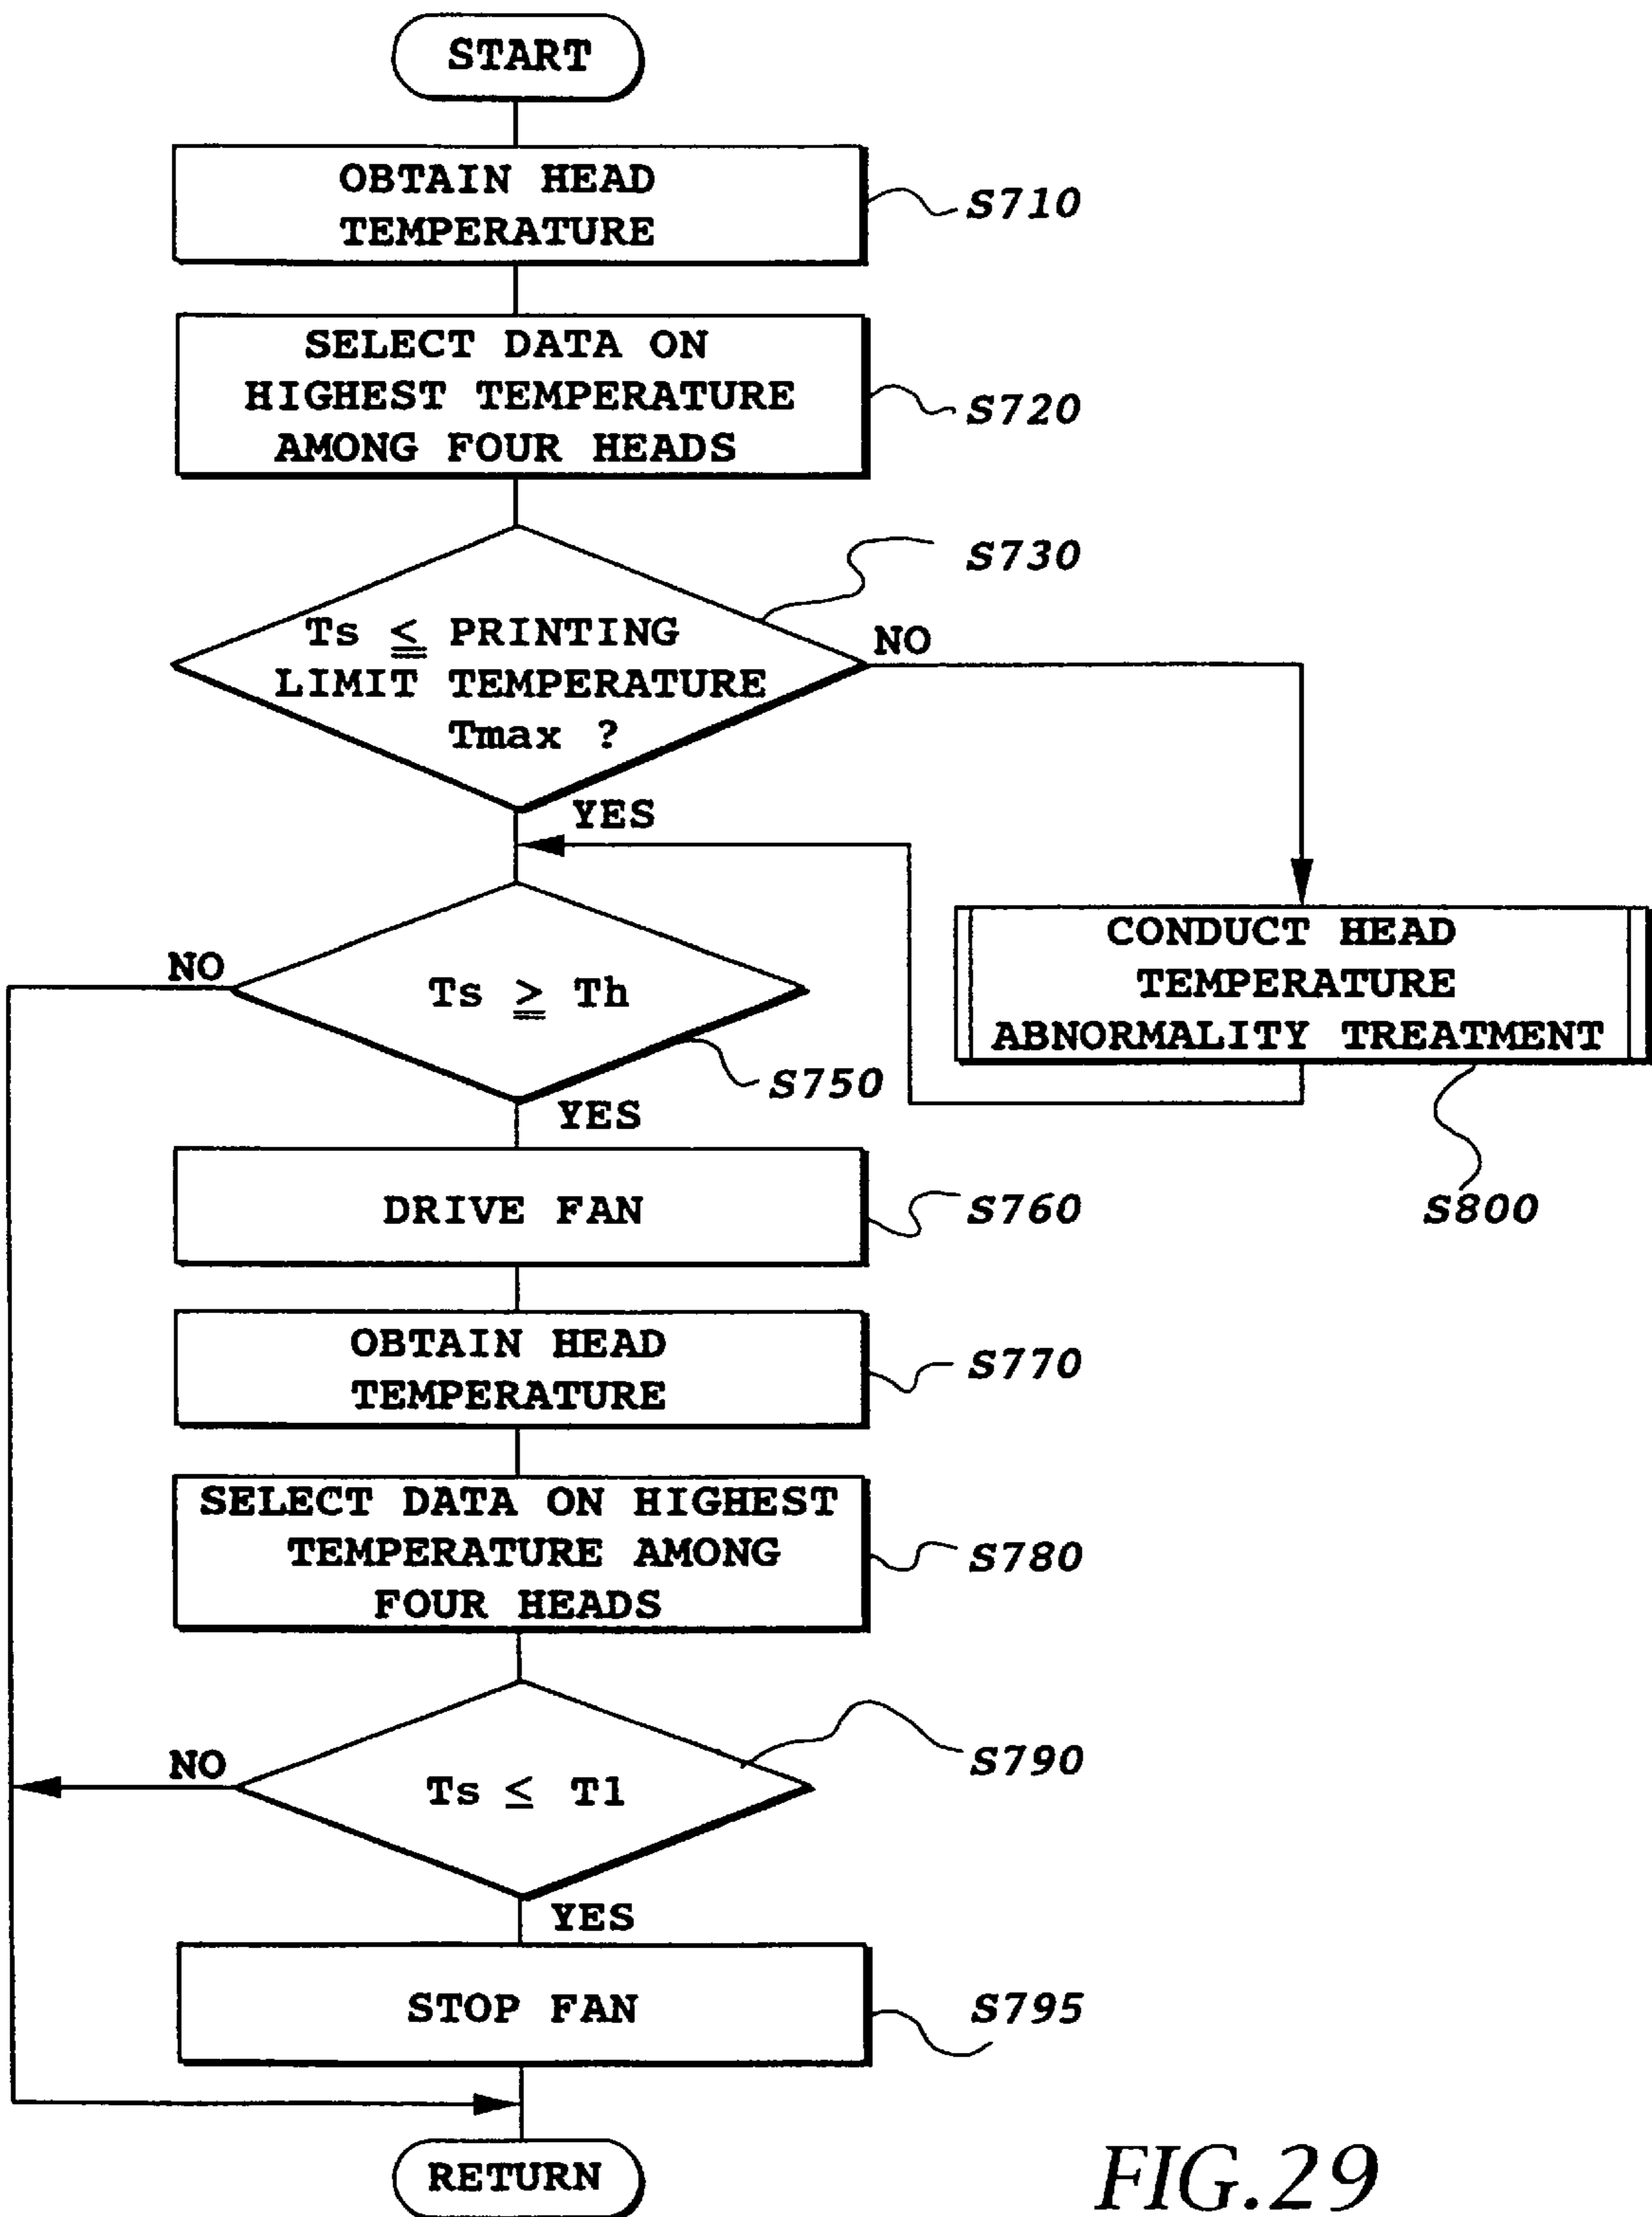 START
OBTAIN HEAD
TEMPERATURE
S710
SELECT DATA ON
HIGHEST TEMPERATURE
AMONG FOUR HEADS
S720
S730
Ts ≦ PRINTING
LIMIT TEMPERATURE
Tmax ?
NO
YES
CONDUCT HEAD
TEMPERATURE
ABNORMALITY TREATMENT
S800
NO
Ts ≧ Th
S750
YES
DRIVE FAN
S760
OBTAIN HEAD
TEMPERATURE
S770
SELECT DATA ON HIGHEST
TEMPERATURE AMONG
FOUR HEADS
S780
S790
NO
Ts ≤ Tl
YES
STOP FAN
S795
RETURN
FIG.29